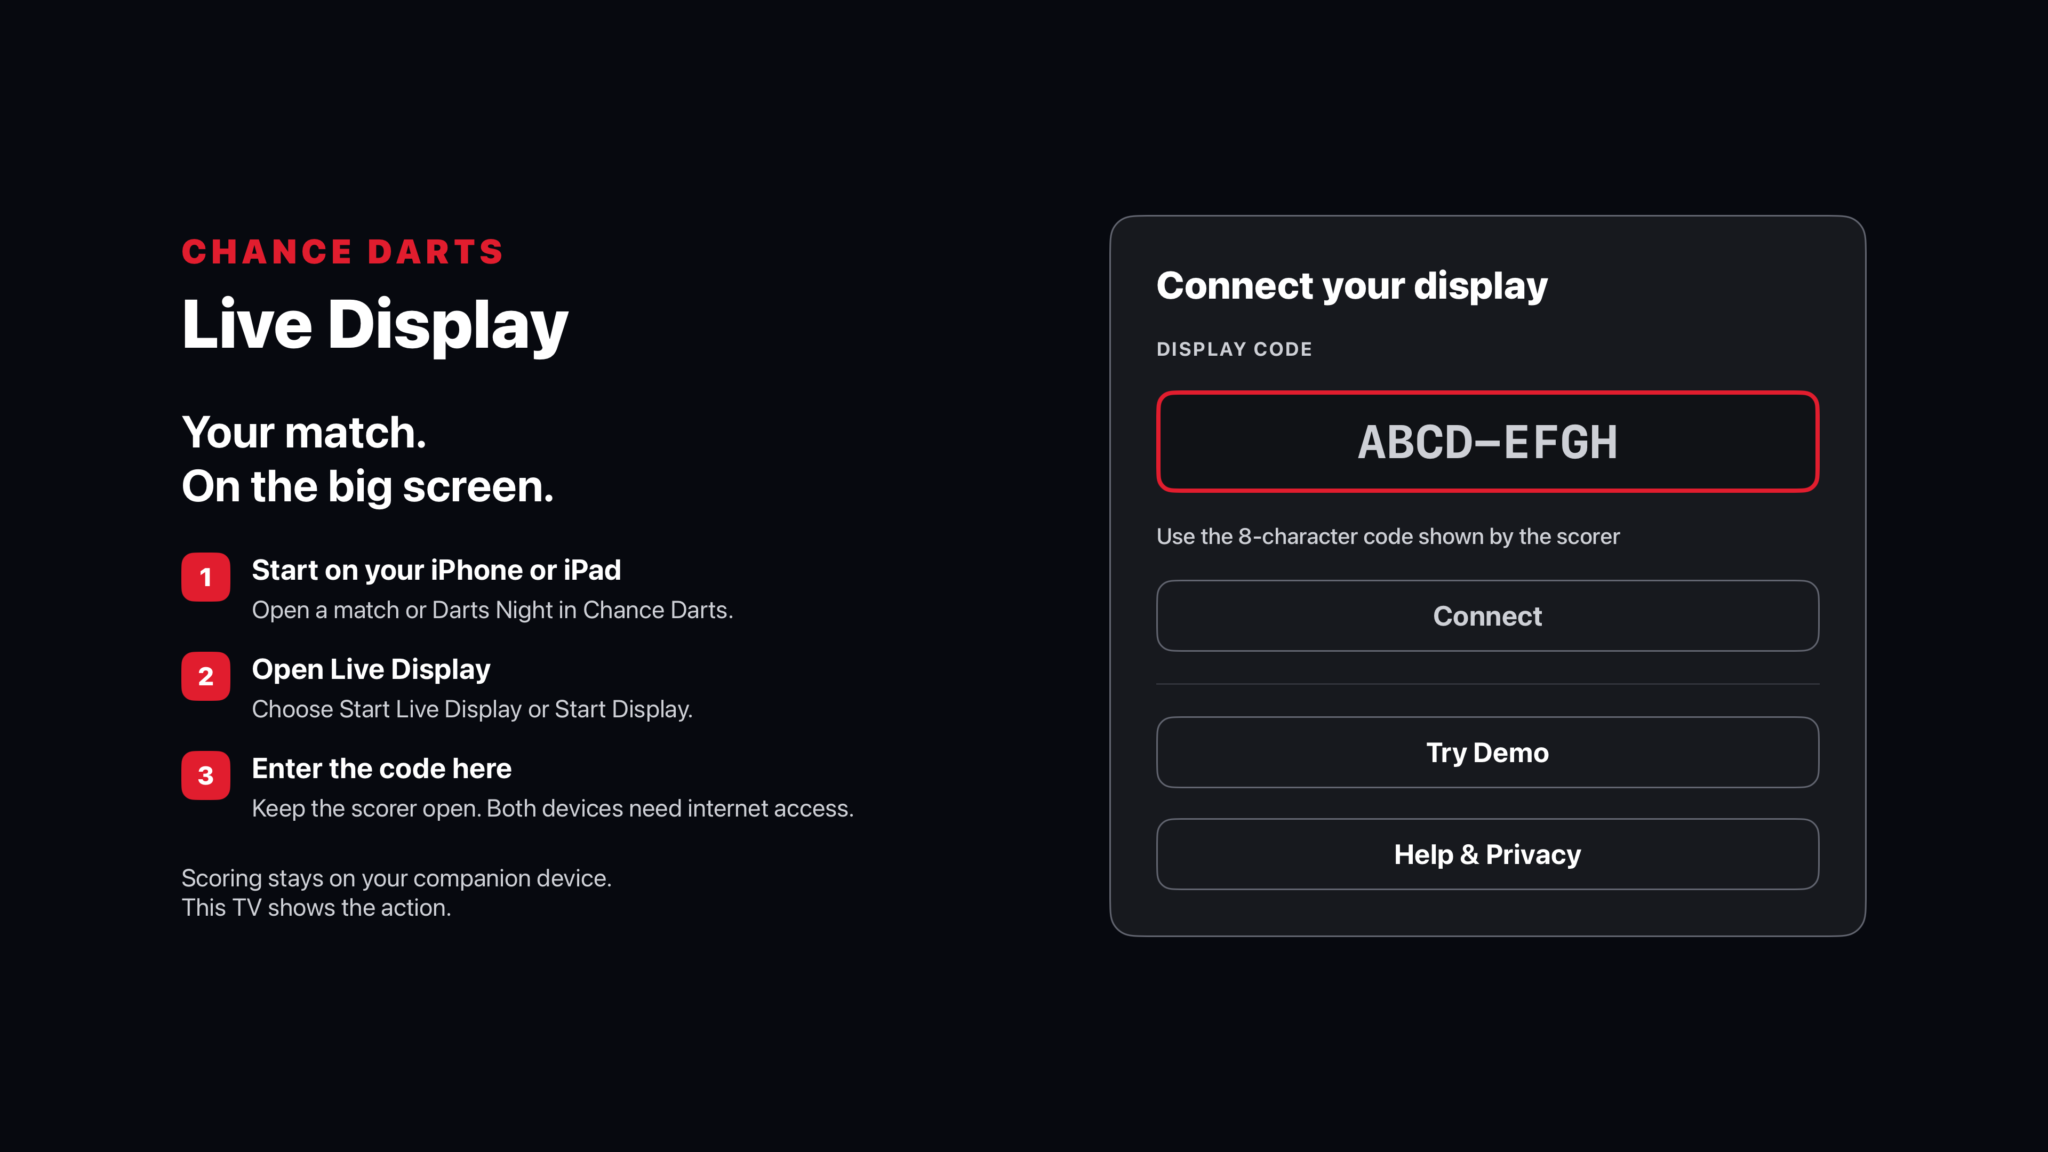 CHANCE DARTS
Live Display
Your match.
On the big screen.
1
Start on your iPhone or iPad
Open a match or Darts Night in Chance Darts.
2
Open Live Display
Choose Start Live Display or Start Display.
3
Enter the code here
Keep the scorer open. Both devices need internet access.
Scoring stays on your companion device.
This TV shows the action.
Connect your display
DISPLAY CODE
ABCD–EFGH
Use the 8-character code shown by the scorer
Connect
Try Demo
Help & Privacy